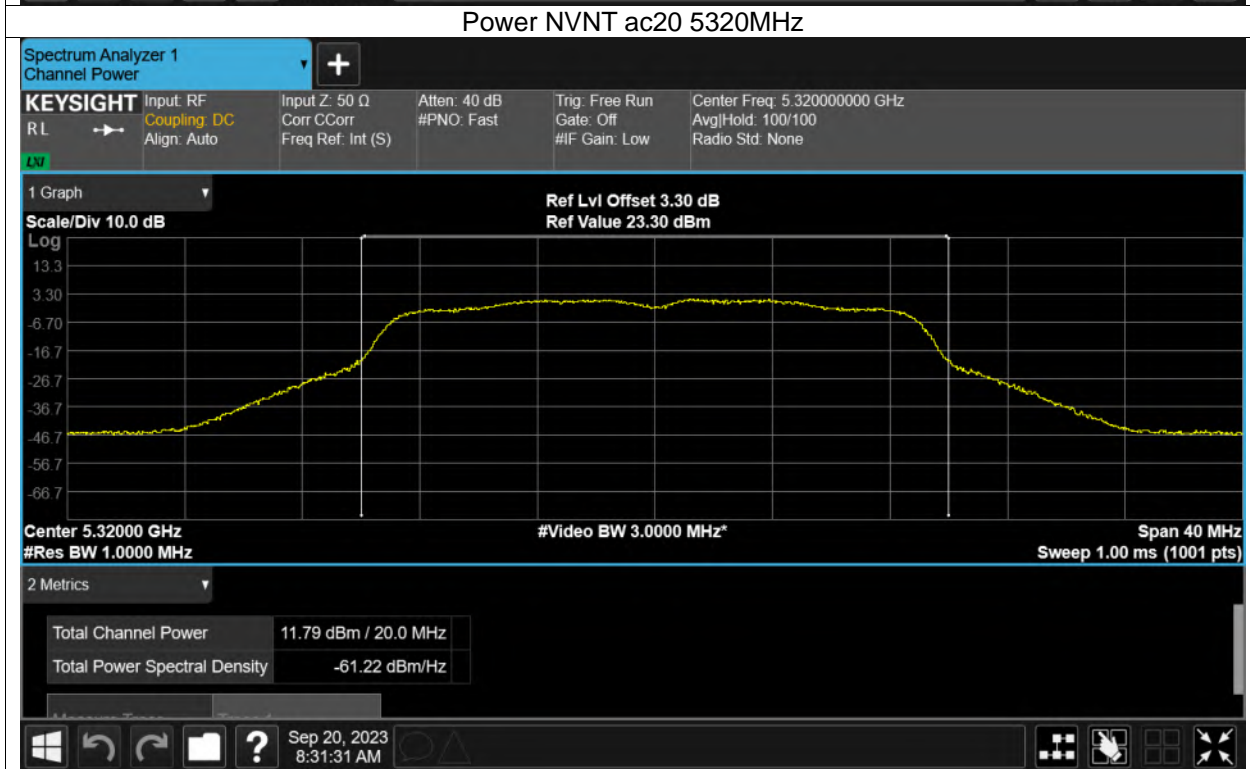 Power NVNT ac20 5320MHz
Spectrum Analyzer 1
Channel Power
+
KEYSIGHT Input: RF Input Z: 50 Ω Atten: 40 dB Trig: Free Run Center Freq: 5.320000000 GHz
RL Coupling: DC Corr CCorr #PNO: Fast Gate: Off Avg|Hold: 100/100
Align: Auto Freq Ref: Int (S) #IF Gain: Low Radio Std: None
LXI
1 Graph
Ref Lvl Offset 3.30 dB
Scale/Div 10.0 dB Ref Value 23.30 dBm
Log
13.3
3.30
-6.70
-16.7
-26.7
-36.7
-46.7
-56.7
-66.7
Center 5.32000 GHz #Video BW 3.0000 MHz* Span 40 MHz
#Res BW 1.0000 MHz Sweep 1.00 ms (1001 pts)
2 Metrics
Total Channel Power 11.79 dBm / 20.0 MHz
Total Power Spectral Density -61.22 dBm/Hz
? Sep 20, 2023
8:31:31 AM